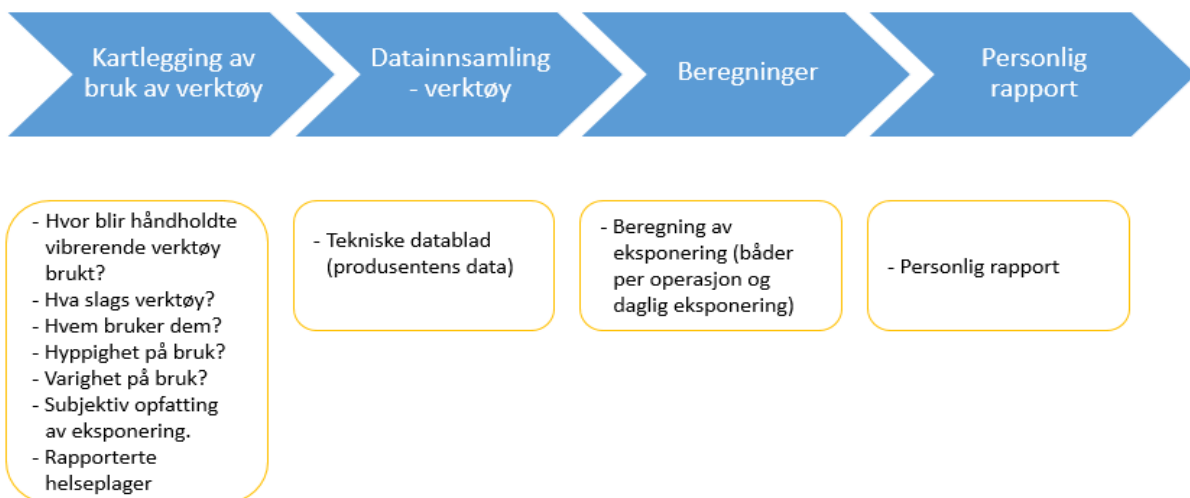 Kartlegging av
bruk av verktøy
Datainnsamling
- verktøy
Beregninger
Personlig
rapport
- Hvor blir håndholdte
vibrerende verktøy
brukt?
- Hva slags verktøy?
- Hvem bruker dem?
- Hyppighet på bruk?
- Varighet på bruk?
- Subjektiv opfatting
av eksponering.
- Rapporterte
helseplager
- Tekniske datablad
(produsentens data)
- Beregning av
eksponering (båder
per operasjon og
daglig eksponering)
- Personlig rapport